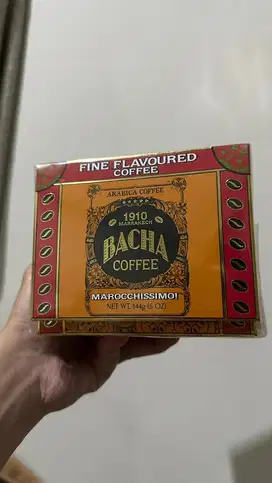 FINE FLAVOURED
COFFEE
ARABICA COFFEE
1910
MARRAKECH
BACHA
COFFEE
MAROCCHISSIMO!
NET WT. 144g (5 OZ)